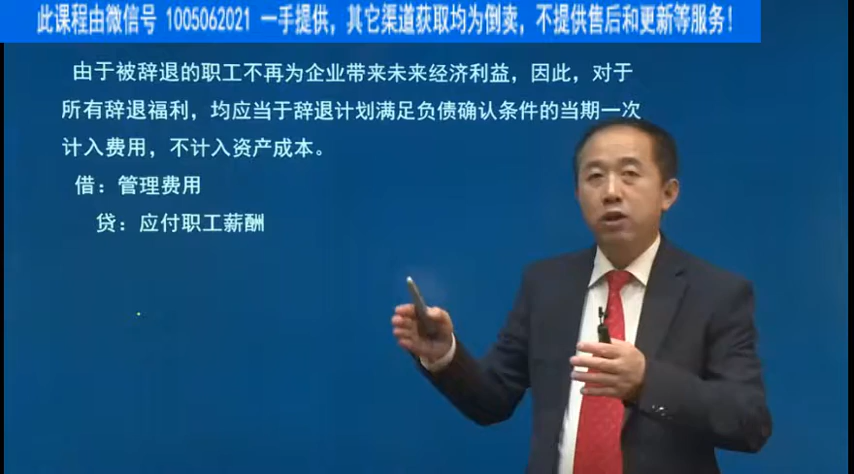 此课程由微信号 1005062021 一手提供，其它渠道获取均为倒卖，不提供售后和更新等服务！
由于被辞退的职工不再为企业带来未来经济利益，因此，对于
所有辞退福利，均应当于辞退计划满足负债确认条件的当期一次
计入费用，不计入资产成本。
借：管理费用
贷：应付职工薪酬